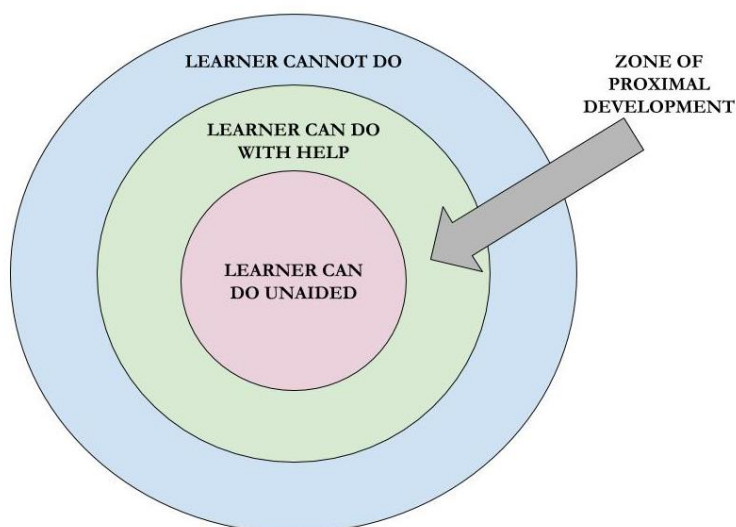 LEARNER CANNOT DO
ZONE OF
PROXIMAL
DEVELOPMENT
LEARNER CAN DO
WITH HELP
LEARNER CAN
DO UNAIDED